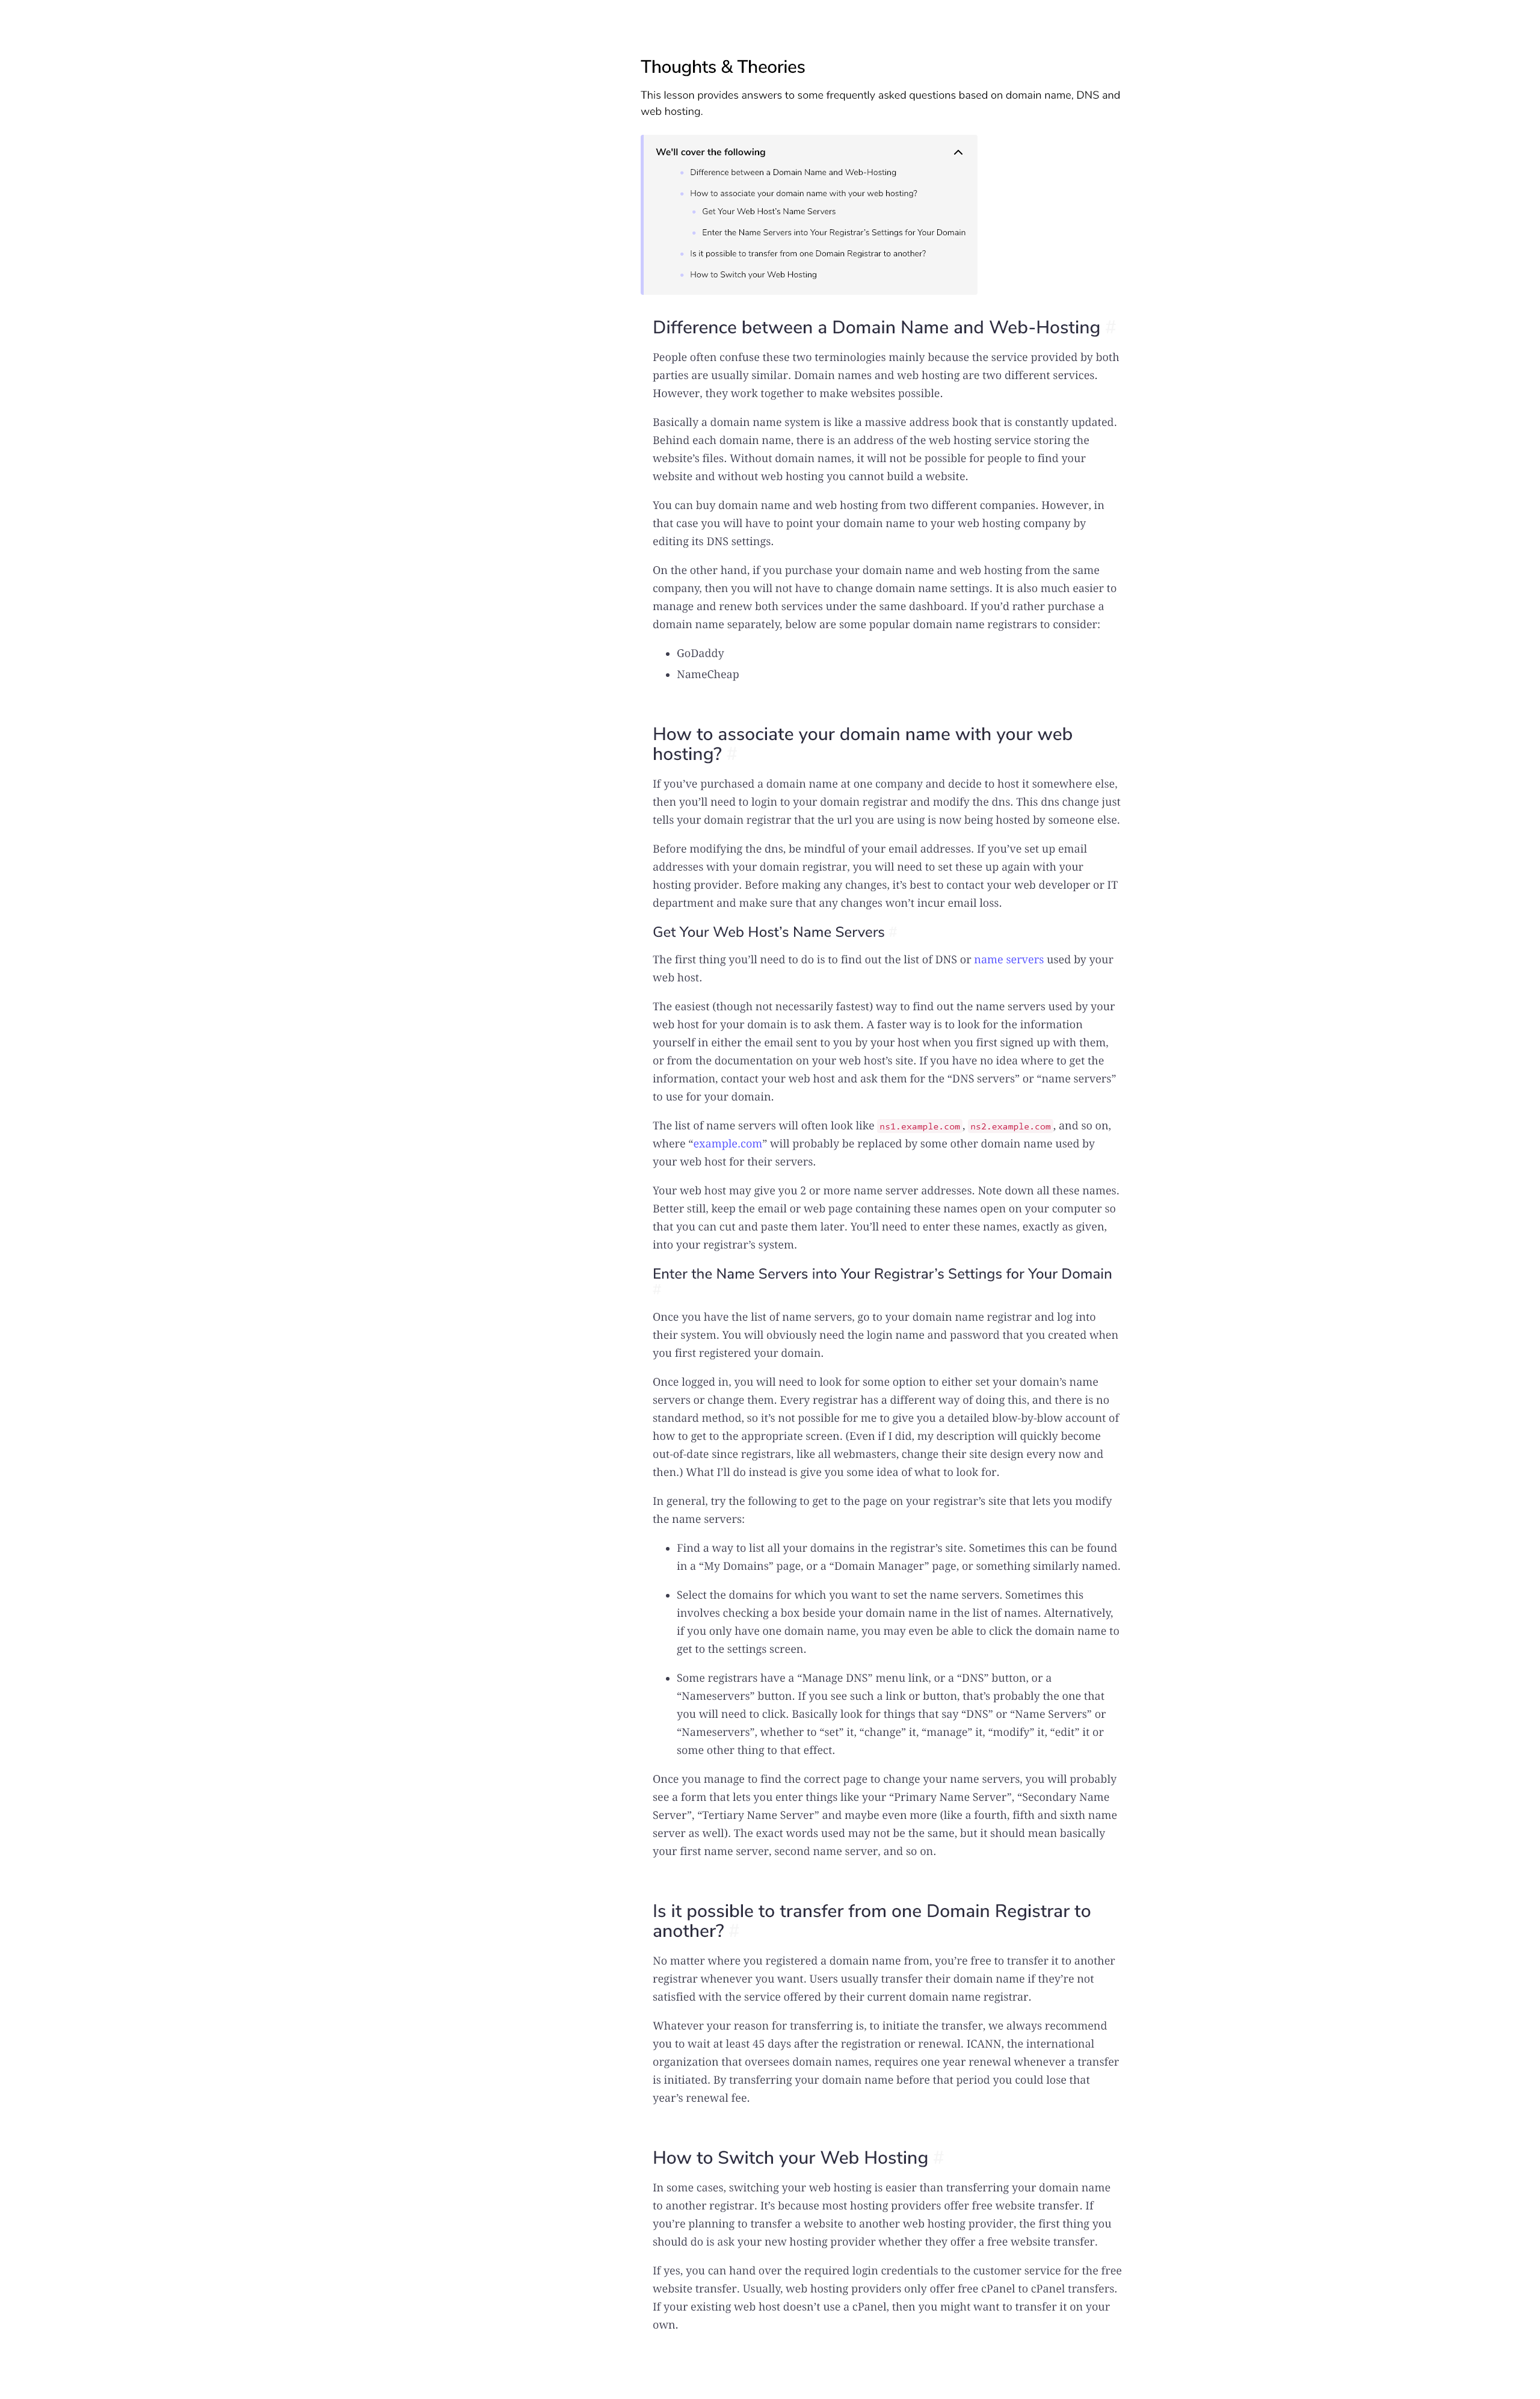 Thoughts & Theories
This lesson provides answers to some frequently asked questions based on domain name, DNS and
web hosting.
We'll cover the following
Difference between a Domain Name and Web-Hosting
How to associate your domain name with your web hosting?
Get Your Web Host's Name Servers
Enter the Name Servers into Your Registrar's Settings for Your Domain
Is it possible to transfer from one Domain Registrar to another?
How to Switch your Web Hosting
Difference between a Domain Name and Web-Hosting #
People often confuse these two terminologies mainly because the service provided by both
parties are usually similar. Domain names and web hosting are two different services.
However, they work together to make websites possible.
Basically a domain name system is like a massive address book that is constantly updated.
Behind each domain name, there is an address of the web hosting service storing the
website's files. Without domain names, it will not be possible for people to find your
website and without web hosting you cannot build a website.
You can buy domain name and web hosting from two different companies. However, in
that case you will have to point your domain name to your web hosting company by
editing its DNS settings.
On the other hand, if you purchase your domain name and web hosting from the same
company, then you will not have to change domain name settings. It is also much easier to
manage and renew both services under the same dashboard. If you'd rather purchase a
domain name separately, below are some popular domain name registrars to consider:
• GoDaddy
• NameCheap
How to associate your domain name with your web
hosting? #
If you've purchased a domain name at one company and decide to host it somewhere else,
then you'll need to login to your domain registrar and modify the dns. This dns change just
tells your domain registrar that the url you are using is now being hosted by someone else.
Before modifying the dns, be mindful of your email addresses. If you've set up email
addresses with your domain registrar, you will need to set these up again with your
hosting provider. Before making any changes, it's best to contact your web developer or IT
department and make sure that any changes won't incur email loss.
Get Your Web Host's Name Servers #
The first thing you'll need to do is to find out the list of DNS or name servers used by your
web host.
The easiest (though not necessarily fastest) way to find out the name servers used by your
web host for your domain is to ask them. A faster way is to look for the information
yourself in either the email sent to you by your host when you first signed up with them,
or from the documentation on your web host's site. If you have no idea where to get the
information, contact your web host and ask them for the "DNS servers" or "name servers"
to use for your domain.
The list of name servers will often look like ns1.example.com, ns2.example.com, and so on,
where "example.com" will probably be replaced by some other domain name used by
your web host for their servers.
Your web host may give you 2 or more name server addresses. Note down all these names.
Better still, keep the email or web page containing these names open on your computer so
that you can cut and paste them later. You'll need to enter these names, exactly as given,
into your registrar's system.
Enter the Name Servers into Your Registrar's Settings for Your Domain
#
Once you have the list of name servers, go to your domain name registrar and log into
their system. You will obviously need the login name and password that you created when
you first registered your domain.
Once logged in, you will need to look for some option to either set your domain's name
servers or change them. Every registrar has a different way of doing this, and there is no
standard method, so it's not possible for me to give you a detailed blow-by-blow account of
how to get to the appropriate screen. (Even if I did, my description will quickly become
out-of-date since registrars, like all webmasters, change their site design every now and
then.) What I'll do instead is give you some idea of what to look for.
In general, try the following to get to the page on your registrar's site that lets you modify
the name servers:
• Find a way to list all your domains in the registrar's site. Sometimes this can be found
in a "My Domains" page, or a "Domain Manager" page, or something similarly named.
• Select the domains for which you want to set the name servers. Sometimes this
involves checking a box beside your domain name in the list of names. Alternatively,
if you only have one domain name, you may even be able to click the domain name to
get to the settings screen.
• Some registrars have a "Manage DNS" menu link, or a "DNS" button, or a
"Nameservers" button. If you see such a link or button, that's probably the one that
you will need to click. Basically look for things that say "DNS" or "Name Servers" or
"Nameservers", whether to "set" it, "change" it, "manage" it, "modify" it, "edit" it or
some other thing to that effect.
Once you manage to find the correct page to change your name servers, you will probably
see a form that lets you enter things like your "Primary Name Server", "Secondary Name
Server", "Tertiary Name Server" and maybe even more (like a fourth, fifth and sixth name
server as well). The exact words used may not be the same, but it should mean basically
your first name server, second name server, and so on.
Is it possible to transfer from one Domain Registrar to
another? #
No matter where you registered a domain name from, you're free to transfer it to another
registrar whenever you want. Users usually transfer their domain name if they're not
satisfied with the service offered by their current domain name registrar.
Whatever your reason for transferring is, to initiate the transfer, we always recommend
you to wait at least 45 days after the registration or renewal. ICANN, the international
organization that oversees domain names, requires one year renewal whenever a transfer
is initiated. By transferring your domain name before that period you could lose that
year's renewal fee.
How to Switch your Web Hosting #
In some cases, switching your web hosting is easier than transferring your domain name
to another registrar. It's because most hosting providers offer free website transfer. If
you're planning to transfer a website to another web hosting provider, the first thing you
should do is ask your new hosting provider whether they offer a free website transfer.
If yes, you can hand over the required login credentials to the customer service for the free
website transfer. Usually, web hosting providers only offer free cPanel to cPanel transfers.
If your existing web host doesn't use a cPanel, then you might want to transfer it on your
own.